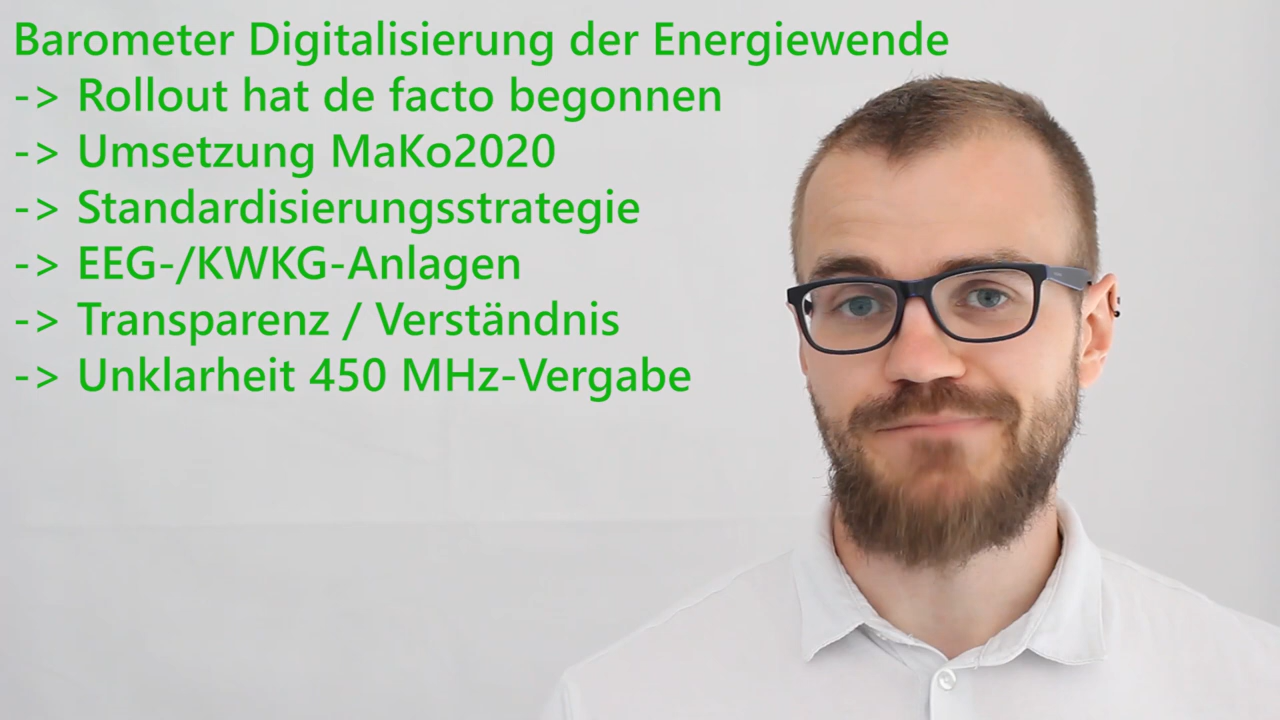 Barometer Digitalisierung der Energiewende
-> Rollout hat de facto begonnen
-> Umsetzung MaKo2020
-> Standardisierungsstrategie
-> EEG-/KWKG-Anlagen
-> Transparenz / Verständnis
-> Unklarheit 450 MHz-Vergabe